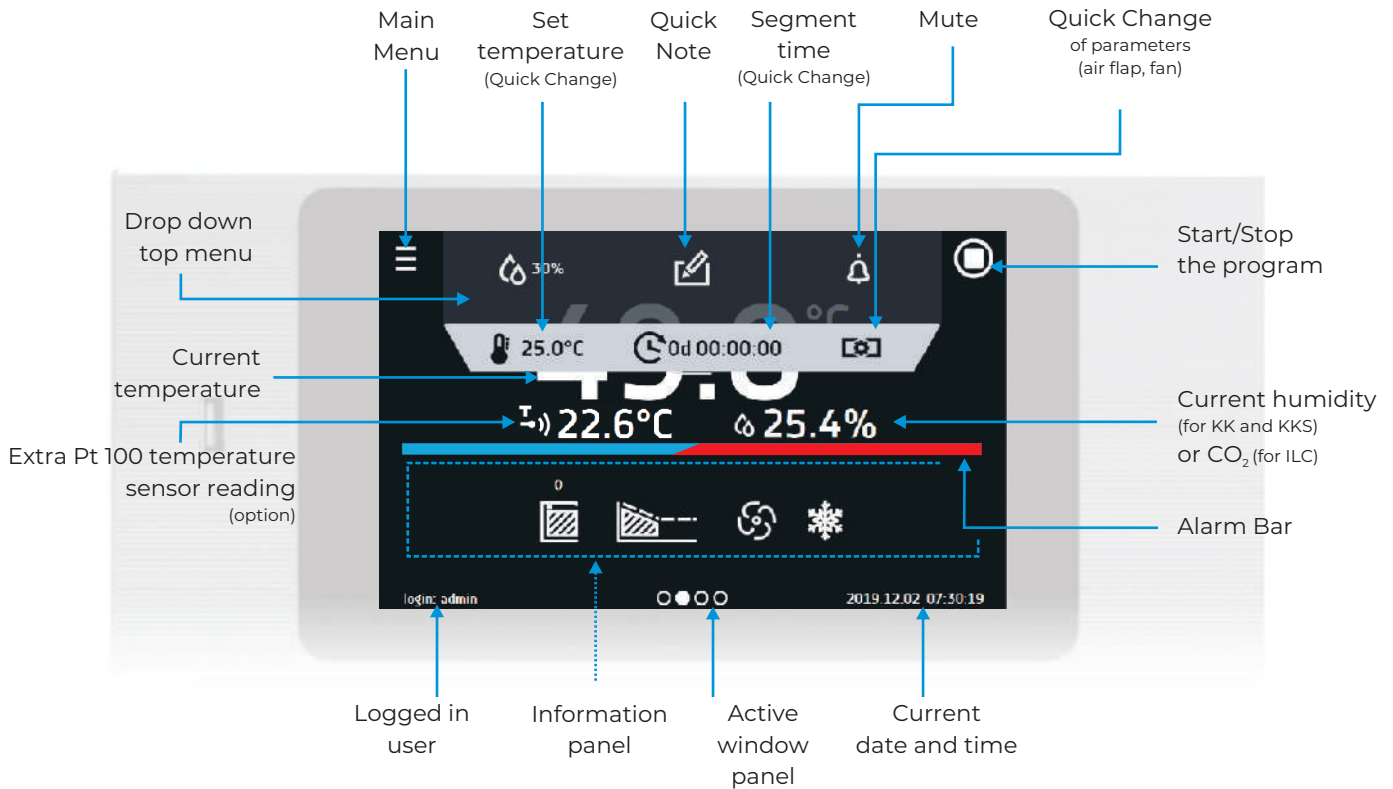 Main
Menu
Set
temperature
(Quick Change)
Quick
Note
Segment
time
(Quick Change)
Mute
Quick Change
of parameters
(air flap, fan)
Drop down
top menu
Start/Stop
the program
30%
°C
25.0°C
0d 00:00:00
Current
temperature
22.6°C
25.4%
Current humidity
(for KK and KKS)
or CO₂ (for ILC)
Extra Pt 100 temperature
sensor reading
(option)
0
Alarm Bar
login: admin
2019.12.02 07:30:19
Logged in
user
Information
panel
Active
window
panel
Current
date and time